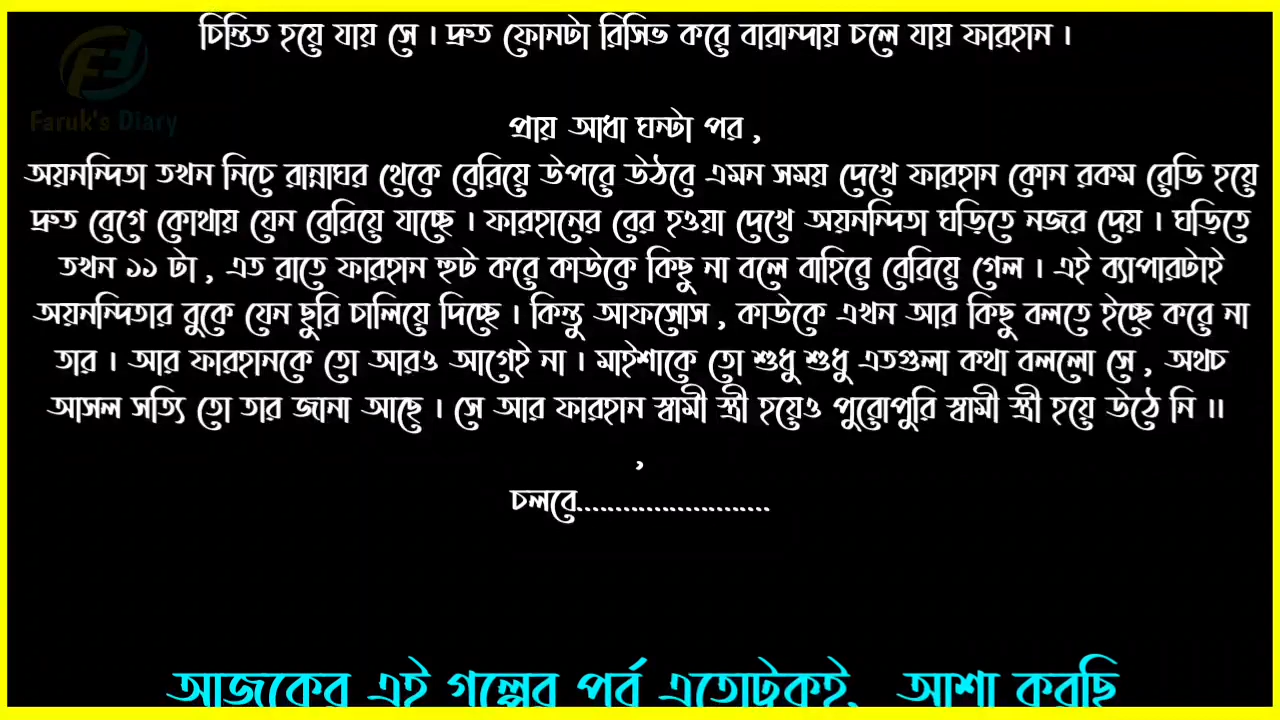 চিন্তিত হয়ে যায় সে । দ্রুত ফোনটা রিসিভ করে বারান্দায় চলে যায় ফারহান ।
Faruk's Diary
প্রায় আধা ঘন্টা পর ,
অয়নন্দিতা তখন নিচে রান্নাঘর থেকে বেরিয়ে উপরে উঠবে এমন সময় দেখে ফারহান কোন রকম রেডি হয়ে
দ্রুত বেগে কোথায় যেন বেরিয়ে যাচ্ছে । ফারহানের বের হওয়া দেখে অয়নন্দিতা ঘড়িতে নজর দেয় । ঘড়িতে
তখন ১১ টা , এত রাতে ফারহান হুট করে কাউকে কিছু না বলে বাহিরে বেরিয়ে গেল । এই ব্যাপারটাই
অয়নন্দিতার বুকে যেন ছুরি চালিয়ে দিচ্ছে । কিন্তু আফসোস , কাউকে এখন আর কিছু বলতে ইচ্ছে করে না
তার । আর ফারহানকে তো আরও আগেই না । মাইশাকে তো শুধু শুধু এতগুলা কথা বললো সে , অথচ
আসল সত্যি তো তার জানা আছে । সে আর ফারহান স্বামী স্ত্রী হয়েও পুরোপুরি স্বামী স্ত্রী হয়ে উঠে নি ॥
,
চলবে.........................
আজকের এই গল্পের পর্ব এতোটুকুই, আশা করছি